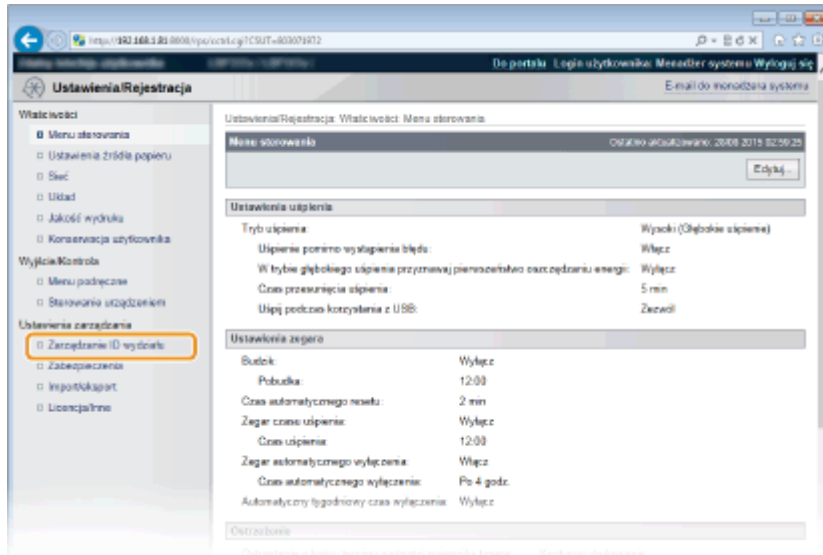 Do portalu Login użytkownika: Menedżer systemu Wyloguj się
Ustawienia/Rejestracja
E-mail do menadżera systemu
Właściwości
Menu sterowania
Ustawienia źródła papieru
Sieć
Układ
Jakość wydruku
Konserwacja użytkownika
Wyjście/Kontrola
Menu podręczne
Sterowanie urządzeniem
Ustawienia zarządzania
Zarządzanie ID wydziału
Zabezpieczenia
Import/eksport
Licencja/Inne
Ustawienia/Rejestracja: Właściwości: Menu sterowania
Menu sterowania Ostatnio aktualizowano: 28/08 2015 02:59:25
Edytuj...
Ustawienia uśpienia
Tryb uśpienia: Wysoki (Głębokie uśpienie)
Uśpienie pomimo wystąpienia błędu: Włącz
W trybie głębokiego uśpienia przyznawaj pierwszeństwo oszczędzaniu energii: Wyłącz
Czas przesunięcia uśpienia: 5 min
Uśpij podczas korzystania z USB: Zezwól
Ustawienia zegara
Budzik: Wyłącz
Pobudka: 12:00
Czas automatycznego resetu: 2 min
Zegar czasu uśpienia: Wyłącz
Czas uśpienia: 12:00
Zegar automatycznego wyłączenia: Włącz
Czas automatycznego wyłączenia: Po 4 godz.
Automatyczny tygodniowy czas wyłączenia: Wyłącz
Ostrzeżenie